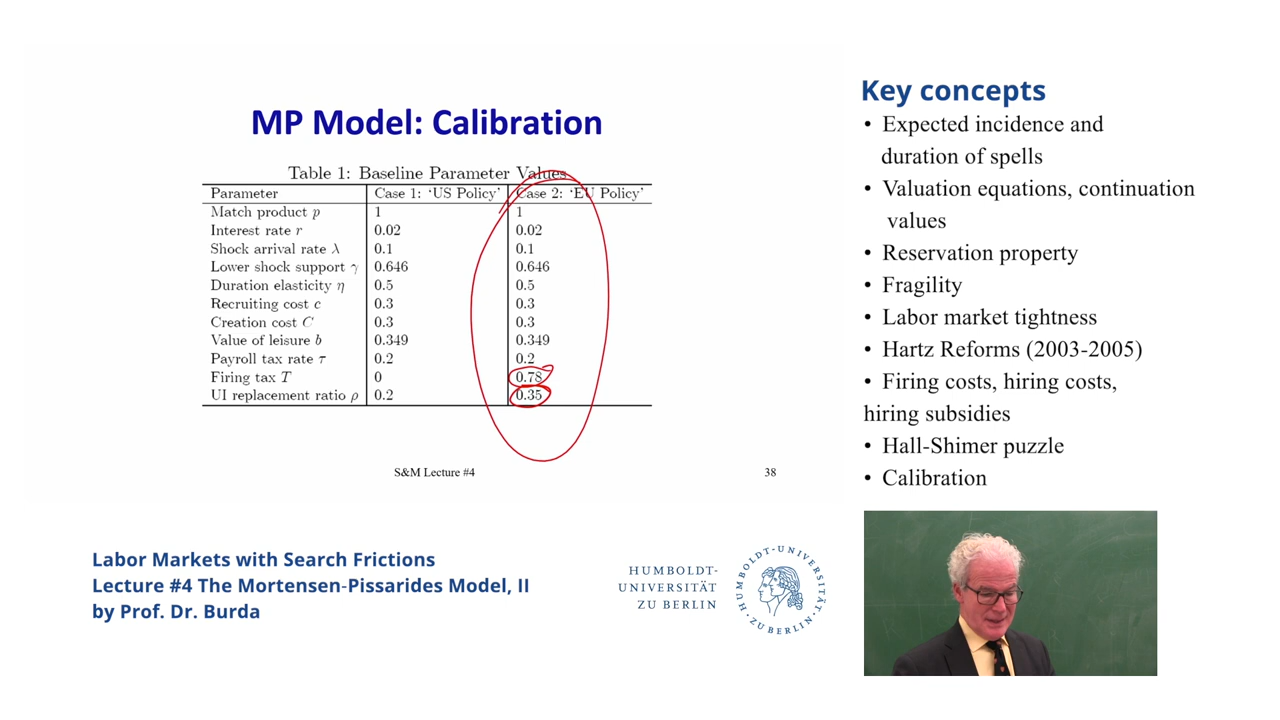 MP Model: Calibration
Table 1: Baseline Parameter Values
Parameter Case 1: 'US Policy' Case 2: 'EU Policy'
Match product p 1 1
Interest rate r 0.02 0.02
Shock arrival rate λ 0.1 0.1
Lower shock support γ 0.646 0.646
Duration elasticity η 0.5 0.5
Recruiting cost c 0.3 0.3
Creation cost C 0.3 0.3
Value of leisure b 0.349 0.349
Payroll tax rate τ 0.2 0.2
Firing tax T 0 0.78
UI replacement ratio ρ 0.2 0.35
S&M Lecture #4 38
Key concepts
• Expected incidence and
duration of spells
• Valuation equations, continuation
values
• Reservation property
• Fragility
• Labor market tightness
• Hartz Reforms (2003-2005)
• Firing costs, hiring costs,
hiring subsidies
• Hall-Shimer puzzle
• Calibration
Labor Markets with Search Frictions
Lecture #4 The Mortensen-Pissarides Model, II
by Prof. Dr. Burda
HUMBOLDT-
UNIVERSITÄT
ZU BERLIN
HUMBOLDT-UNIVERSITÄT ZU BERLIN